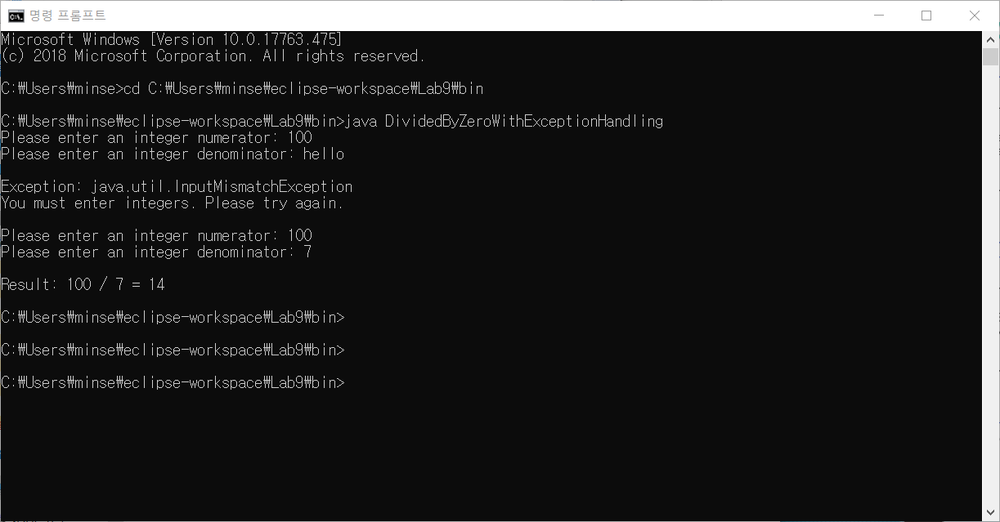 명령 프롬프트
Microsoft Windows [Version 10.0.17763.475]
(c) 2018 Microsoft Corporation. All rights reserved.
C:₩Users₩minse>cd C:₩Users₩minse₩eclipse-workspace₩Lab9₩bin
C:₩Users₩minse₩eclipse-workspace₩Lab9₩bin>java DividedByZeroWithExceptionHandling
Please enter an integer numerator: 100
Please enter an integer denominator: hello
Exception: java.util.InputMismatchException
You must enter integers. Please try again.
Please enter an integer numerator: 100
Please enter an integer denominator: 7
Result: 100 / 7 = 14
C:₩Users₩minse₩eclipse-workspace₩Lab9₩bin>
C:₩Users₩minse₩eclipse-workspace₩Lab9₩bin>
C:₩Users₩minse₩eclipse-workspace₩Lab9₩bin>